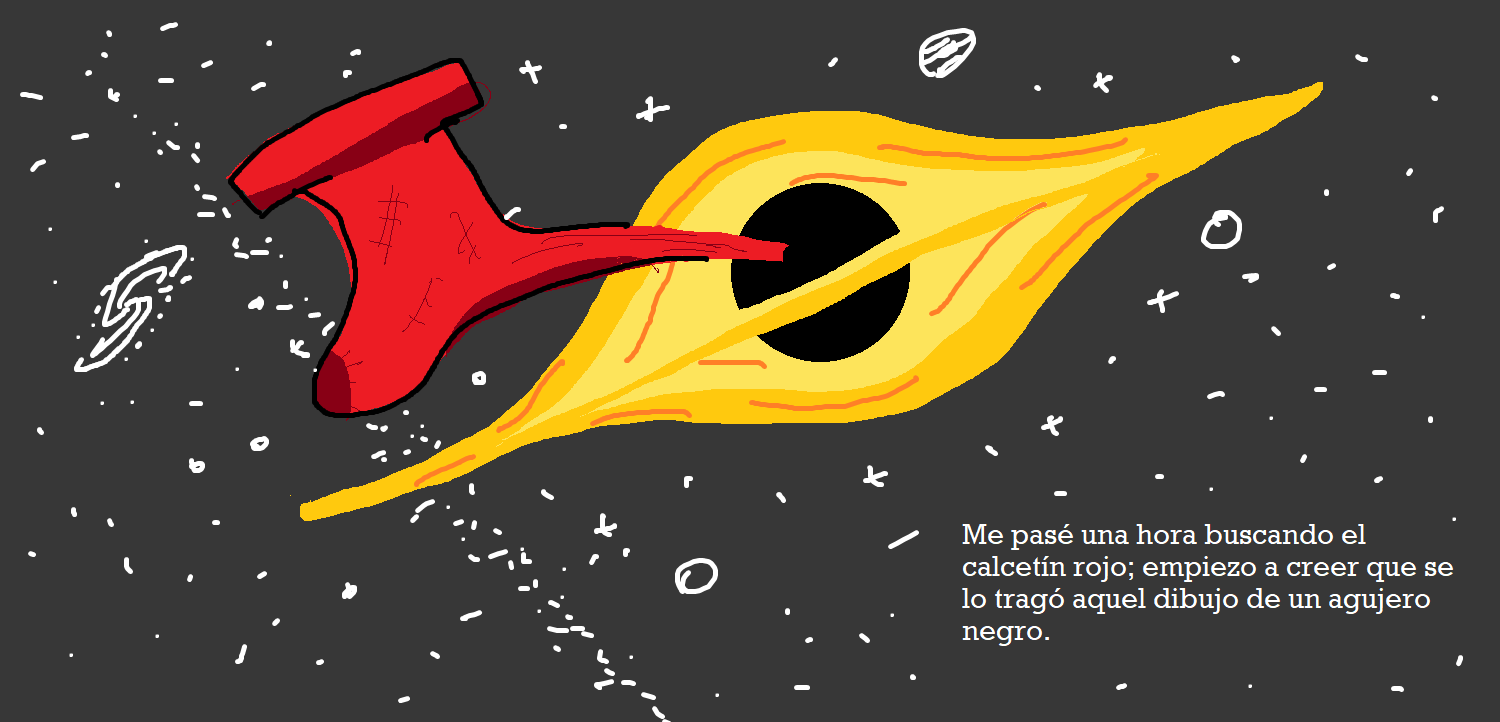 Me pasé una hora buscando el
calcetín rojo; empiezo a creer que se
lo tragó aquel dibujo de un agujero
negro.